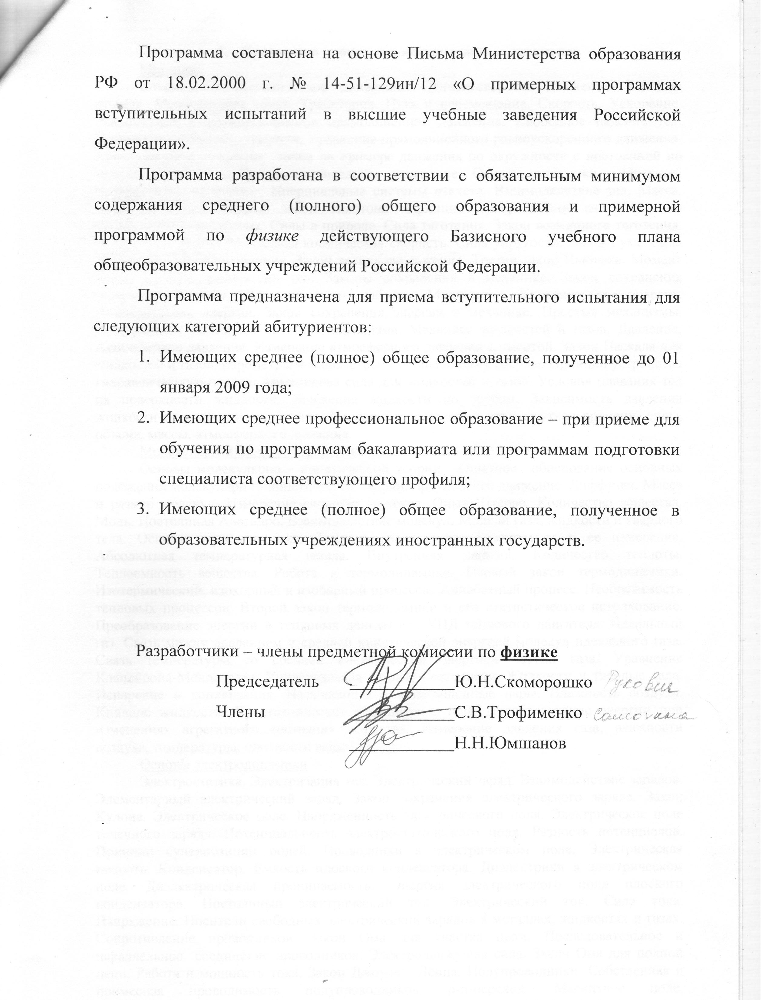 Программа составлена на основе Письма Министерства образования
РФ от 18.02.2000 г. № 14-51-129ин/12 «О примерных программах
вступительных испытаний в высшие учебные заведения Российской
Федерации».
Программа разработана в соответствии с обязательным минимумом
содержания среднего (полного) общего образования и примерной
программой по физике действующего Базисного учебного плана
общеобразовательных учреждений Российской Федерации.
Программа предназначена для приема вступительного испытания для
следующих категорий абитуриентов:
1. Имеющих среднее (полное) общее образование, полученное до 01
января 2009 года;
2. Имеющих среднее профессиональное образование – при приеме для
обучения по программам бакалавриата или программам подготовки
специалиста соответствующего профиля;
3. Имеющих среднее (полное) общее образование, полученное в
образовательных учреждениях иностранных государств.
Разработчики – члены предметной комиссии по физике
Председатель ____________Ю.Н.Скоморошко
Члены ____________С.В.Трофименко Самохина
____________Н.Н.Юмшанов